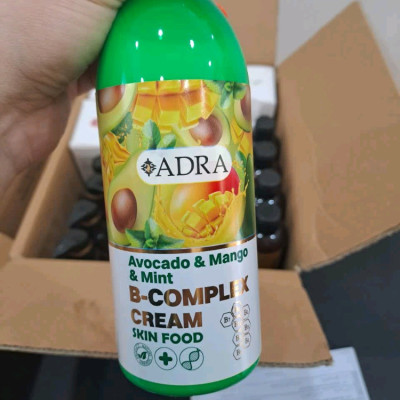 ADRA
Avocado & Mango
& Mint
B-COMPLEX
CREAM
SKIN FOOD